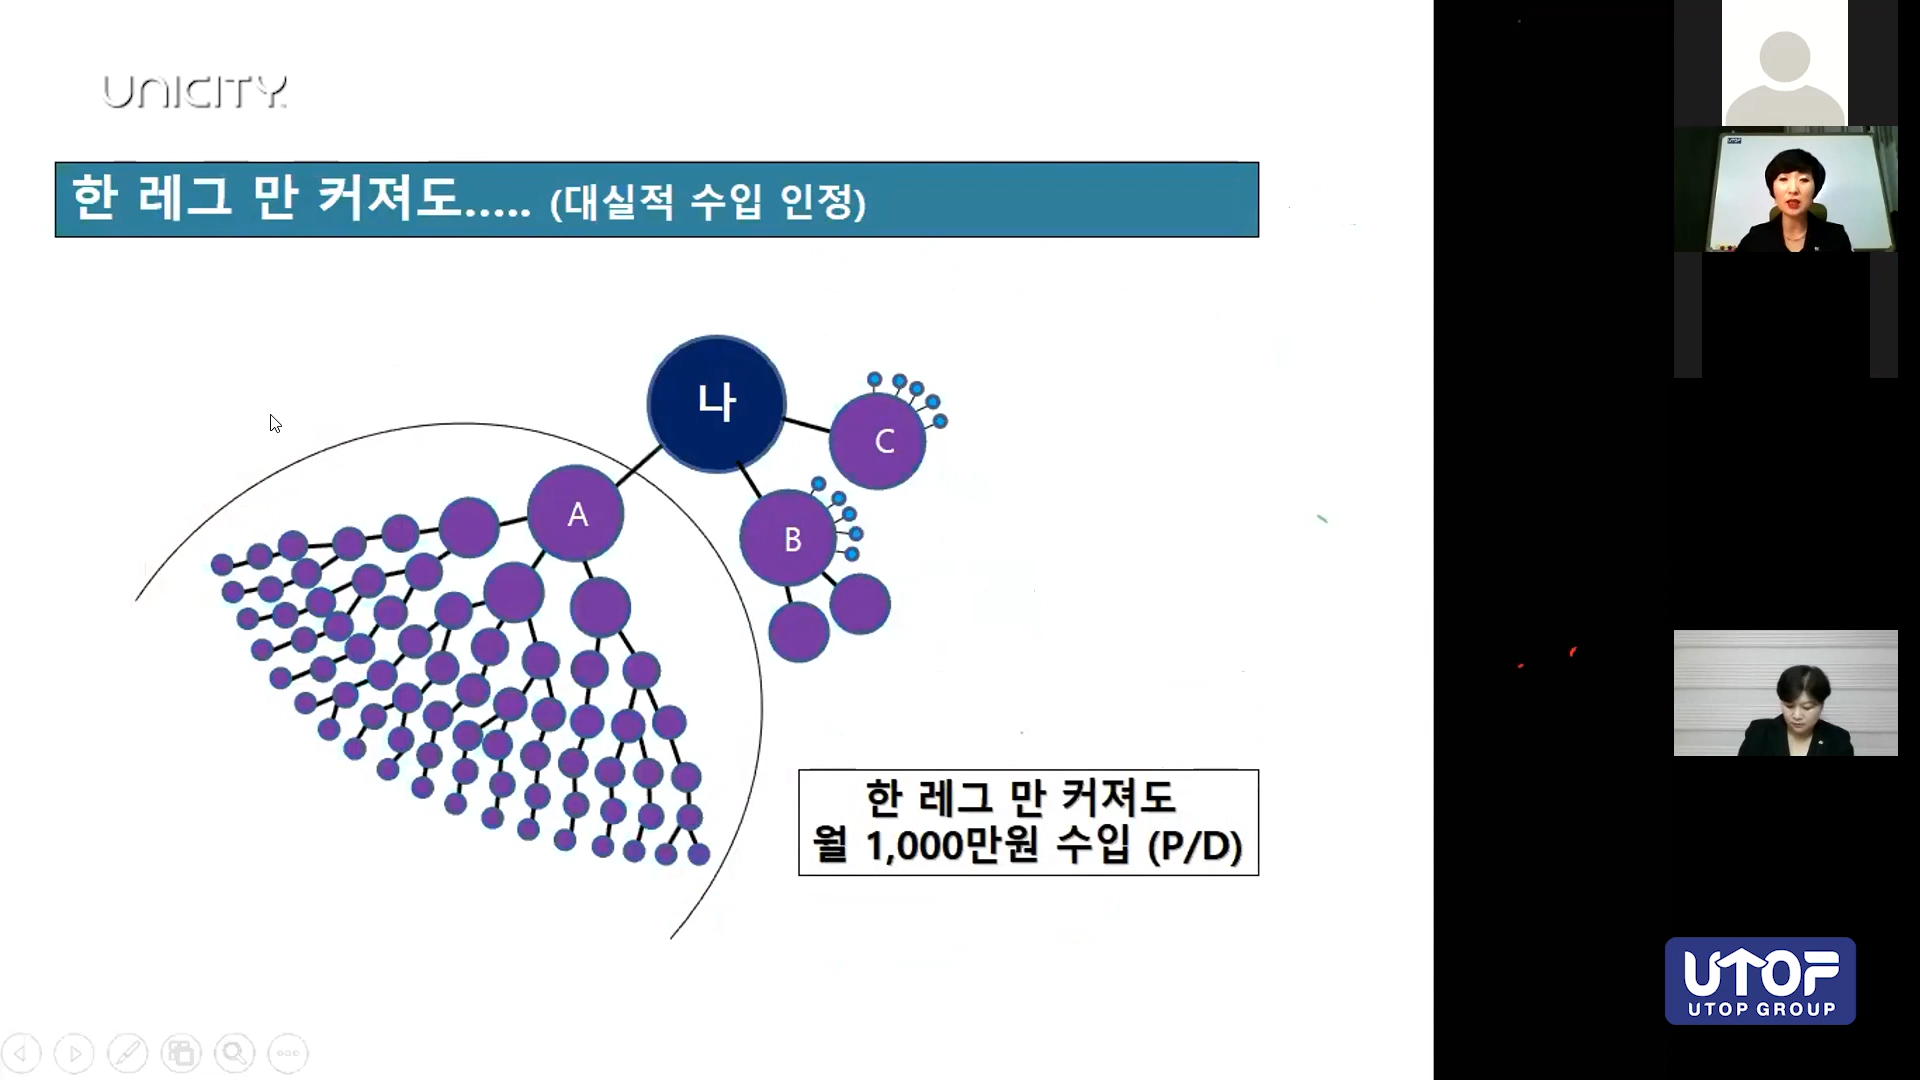 UNICITY
한 레그 만 커져도..... (대실적 수입 인정)
나
C
A
B
한 레그 만 커져도
월 1,000만원 수입 (P/D)
UTOP
UTOP GROUP